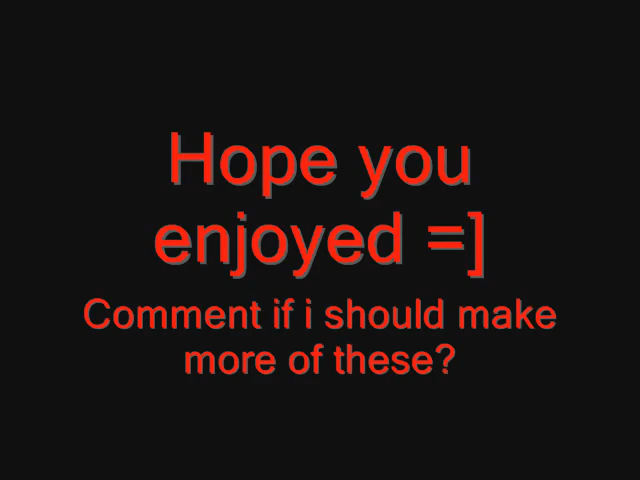 Hope you
enjoyed =]
Comment if i should make
more of these?